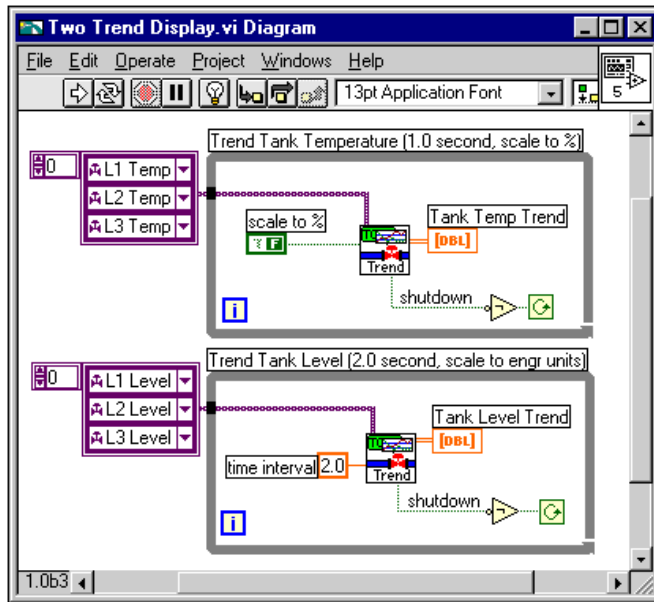 Two Trend Display.vi Diagram
File Edit Operate Project Windows Help
13pt Application Font
5
Trend Tank Temperature (1.0 second, scale to %)
0
L1 Temp
L2 Temp
L3 Temp
scale to %
F
TQ
Trend
Tank Temp Trend
[DBL]
shutdown
i
Trend Tank Level (2.0 second, scale to engr units)
0
L1 Level
L2 Level
L3 Level
time interval 2.0
TQ
Trend
Tank Level Trend
[DBL]
shutdown
i
1.0b3